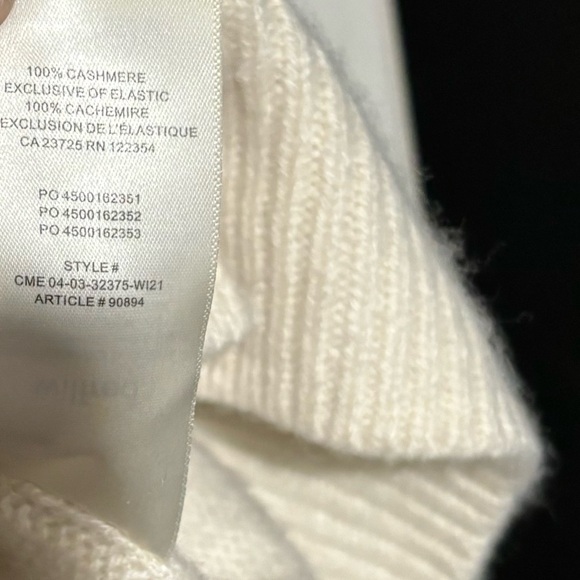 100% CASHMERE
EXCLUSIVE OF ELASTIC
100% CACHEMIRE
EXCLUSION DE L'ÉLASTIQUE
CA 23725 RN 122354
PO 4500162351
PO 4500162352
PO 4500162353
STYLE #
CME 04-03-32375-WI21
ARTICLE # 90894
wilfred